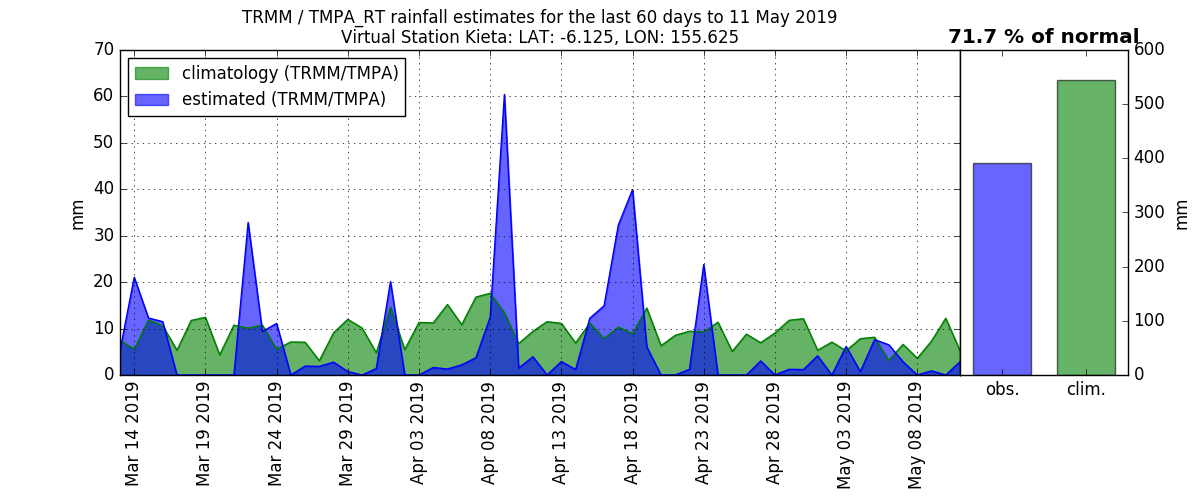 TRMM / TMPA_RT rainfall estimates for the last 60 days to 11 May 2019
Virtual Station Kieta: LAT: -6.125, LON: 155.625
71.7 % of normal
climatology (TRMM/TMPA)
estimated (TRMM/TMPA)
70
60
50
40
30
20
10
0
mm
Mar 14 2019
Mar 19 2019
Mar 24 2019
Mar 29 2019
Apr 03 2019
Apr 08 2019
Apr 13 2019
Apr 18 2019
Apr 23 2019
Apr 28 2019
May 03 2019
May 08 2019
obs.
clim.
600
500
400
300
200
100
0
mm